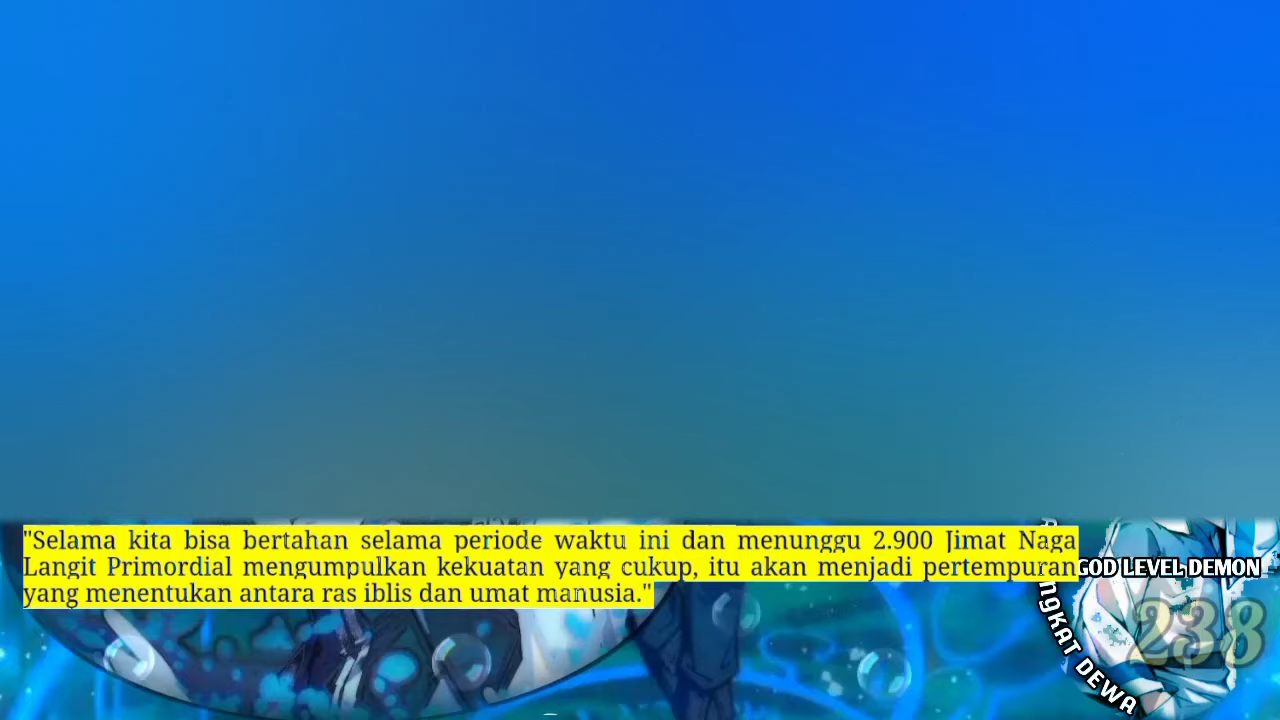 "Selama kita bisa bertahan selama periode waktu ini dan menunggu 2.900 Jimat Naga
Langit Primordial mengumpulkan kekuatan yang cukup, itu akan menjadi pertempuran
yang menentukan antara ras iblis dan umat manusia."
GOD LEVEL DEMON
238
DEWA